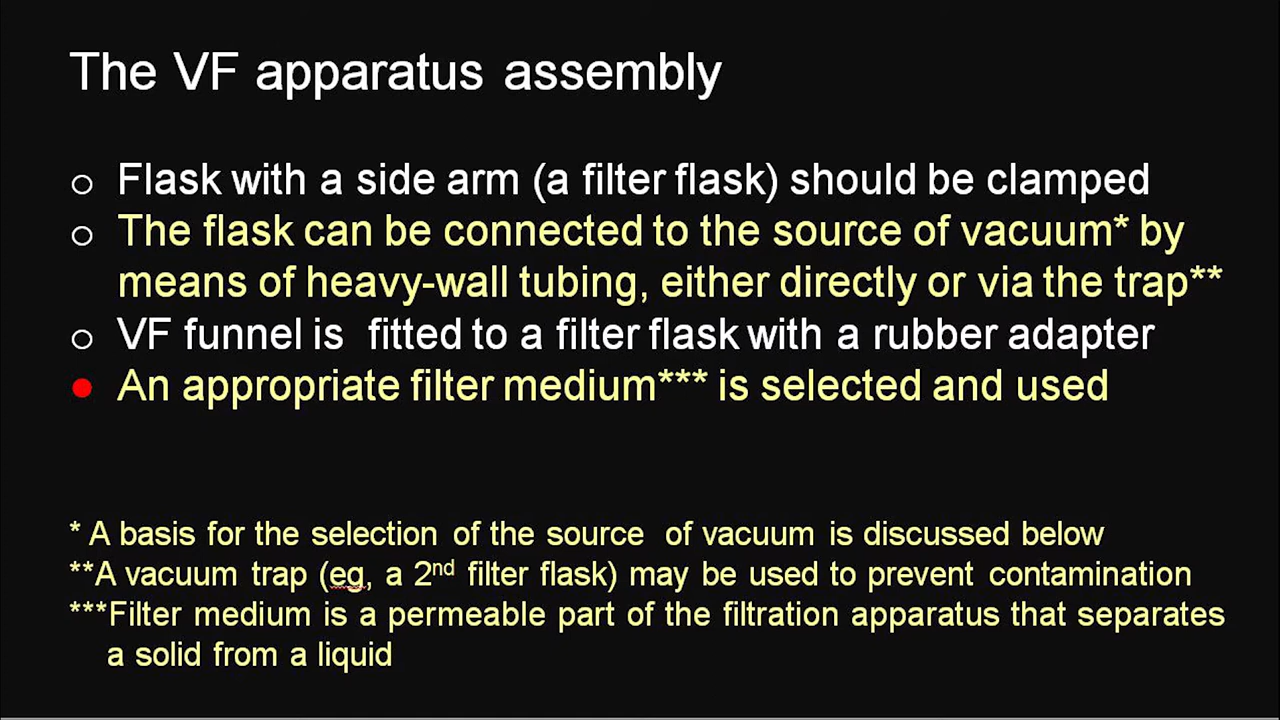 The VF apparatus assembly
Flask with a side arm (a filter flask) should be clamped
The flask can be connected to the source of vacuum* by
means of heavy-wall tubing, either directly or via the trap**
VF funnel is  fitted to a filter flask with a rubber adapter
An appropriate filter medium*** is selected and used
* A basis for the selection of the source  of vacuum is discussed below
**A vacuum trap (eg, a 2nd filter flask) may be used to prevent contamination
***Filter medium is a permeable part of the filtration apparatus that separates
a solid from a liquid